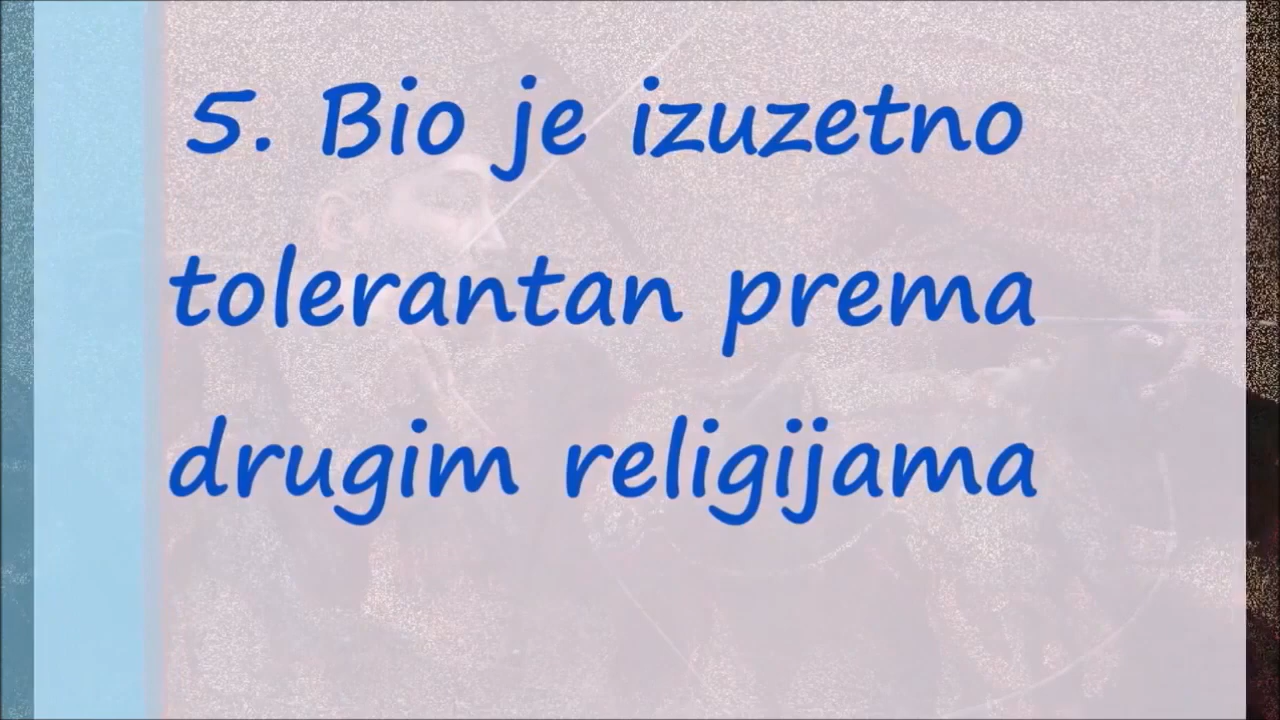 5. Bio je izuzetno
tolerantan prema
drugim religijama